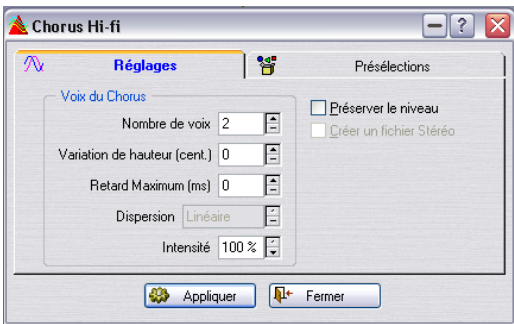 Chorus Hi-fi
Réglages
Présélections
Voix du Chorus
Nombre de voix 2
Variation de hauteur (cent.) 0
Retard Maximum (ms) 0
Dispersion Linéaire
Intensité 100 %
Préserver le niveau
Créer un fichier Stéréo
Appliquer
Fermer